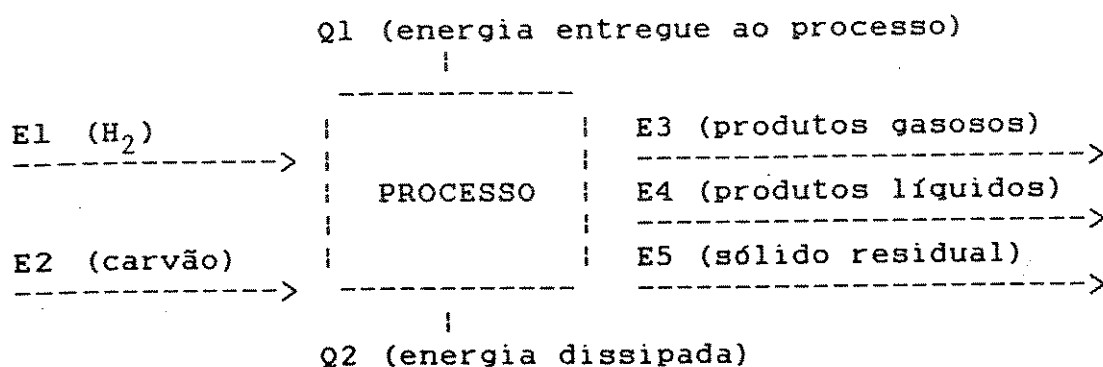 Q1 (energia entregue ao processo)
E1 (H₂)
E3 (produtos gasosos)
PROCESSO
E4 (produtos líquidos)
E2 (carvão)
E5 (sólido residual)
Q2 (energia dissipada)